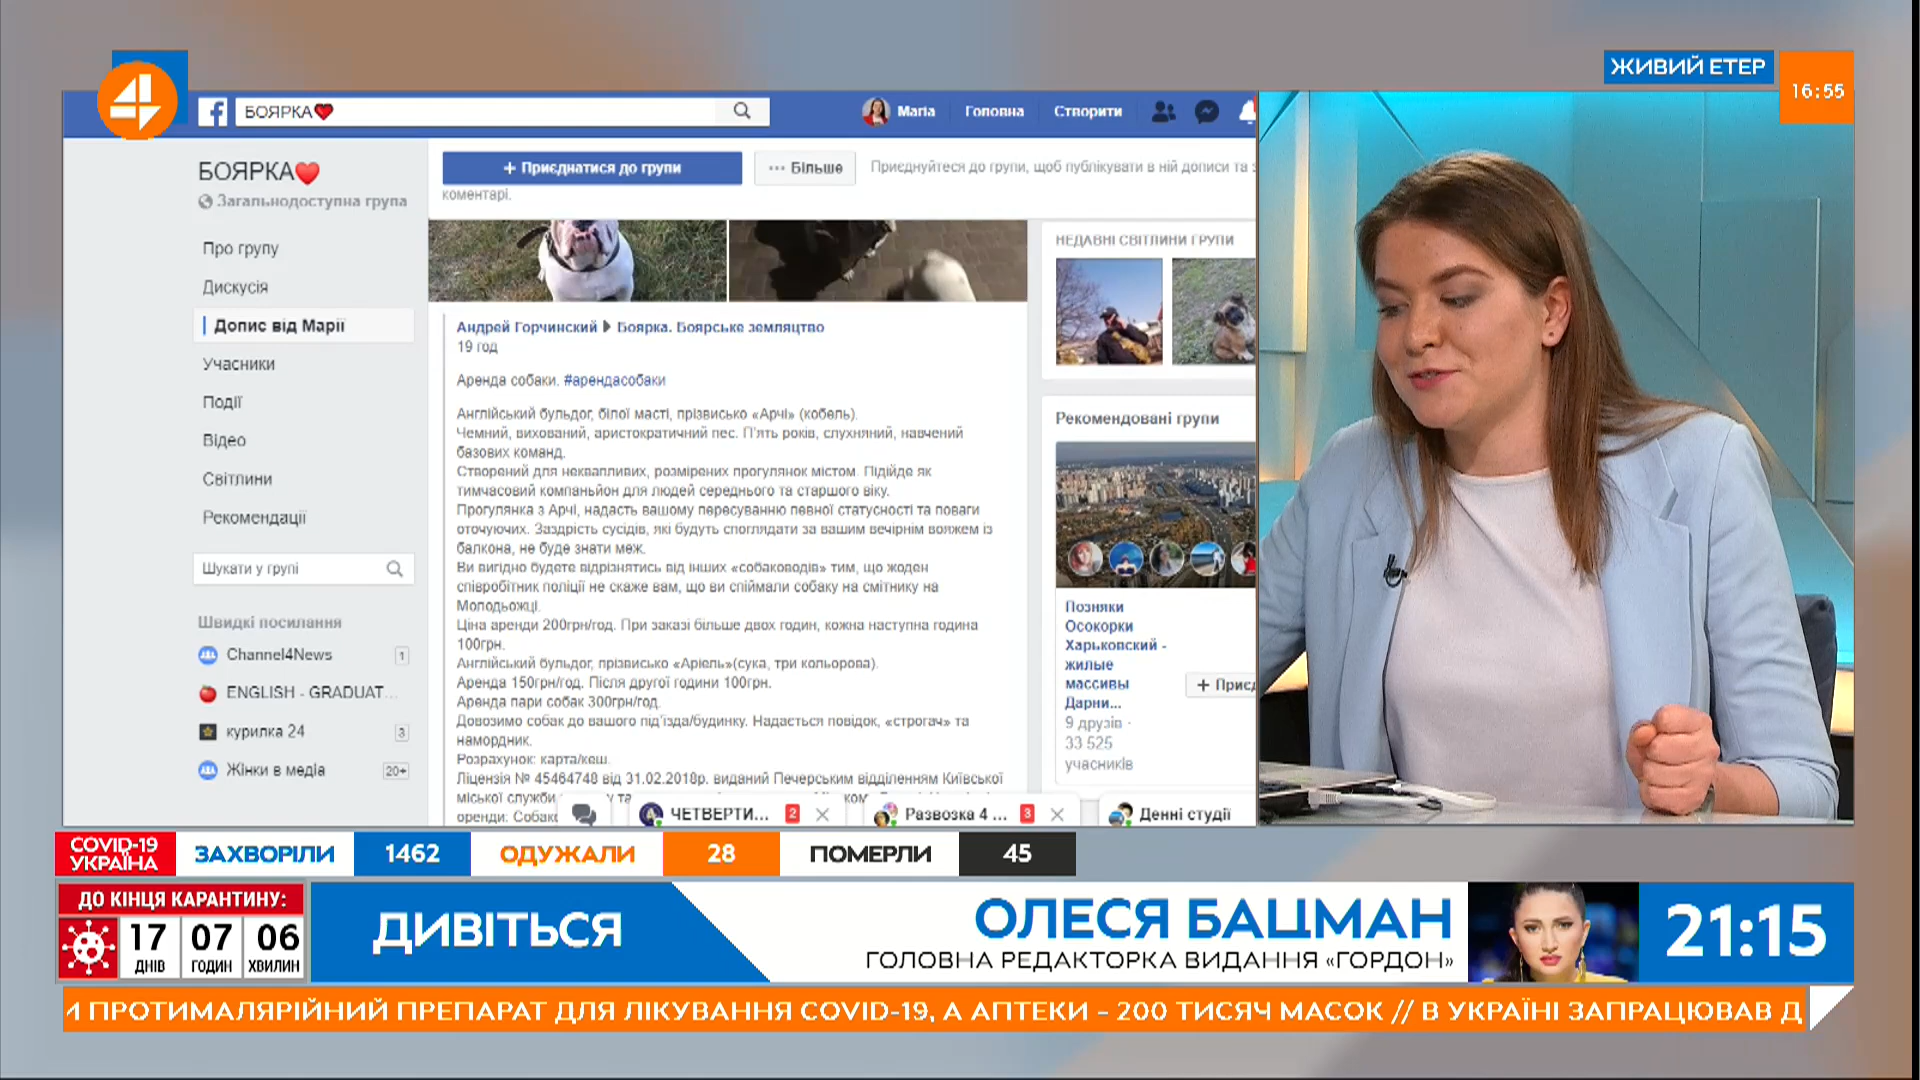 4
ЖИВИЙ ЕТЕР
16:55
БОЯРКА
Марія
Головна
Створити
БОЯРКА
Загальнодоступна група
+ Приєднатися до групи
Більше
Приєднуйтеся до групи, щоб публікувати в ній дописи та
коментарі.
Про групу
Дискусія
Допис від Марії
Учасники
Події
Відео
Світлини
Рекомендації
Шукати у групі
Швидкі посилання
Channel4News 1
ENGLISH - GRADUAT...
курилка 24 3
Жінки в медіа 20+
Андрей Горчинский Боярка. Боярське земляцтво
19 год
Аренда собаки. #арендасобаки
Англійський бульдог, білої масті, прізвисько «Арчі» (кобель).
Чемний, вихований, аристократичний пес. П'ять років, слухняний, навчений
базових команд.
Створений для неквапливих, розмірених прогулянок містом. Підійде як
тимчасовий компаньйон для людей середнього та старшого віку.
Прогулянка з Арчі, надасть вашому пересуванню певної статусності та поваги
оточуючих. Заздрість сусідів, які будуть споглядати за вашим вечірнім вояжем із
балкона, не буде знати меж.
Ви вигідно будете відрізнятись від інших «собаководів» тим, що жоден
співробітник поліції не скаже вам, що ви спіймали собаку на смітнику на
Молодьожці.
Ціна аренди 200грн/год. При заказі більше двох годин, кожна наступна година
100грн.
Англійський бульдог, прізвисько «Аріель»(сука, три кольорова).
Аренда 150грн/год. Після другої години 100грн.
Аренда пари собак 300грн/год.
Довозимо собак до вашого під'їзда/будинку. Надається повідок, «строгач» та
намордник.
Розрахунок: карта/кеш.
Ліцензія № 45464748 від 31.02.2018р. виданий Печерським відділенням Київської
міської служби
оренди: Собак
НЕДАВНІ СВІТЛИНИ ГРУПИ
Рекомендовані групи
Позняки
Осокорки
Харьковский -
жилые
массивы
Дарни...
9 друзів ·
33 525
учасників
+ Приєд
ЧЕТВЕРТИ... 2
Развозка 4 ... 3
Денні студії
COVID-19
УКРАЇНА
ЗАХВОРІЛИ 1462 ОДУЖАЛИ 28 ПОМЕРЛИ 45
ДО КІНЦЯ КАРАНТИНУ:
17 07 06
ДНІВ ГОДИН ХВИЛИН
ДИВІТЬСЯ
ОЛЕСЯ БАЦМАН
ГОЛОВНА РЕДАКТОРКА ВИДАННЯ «ГОРДОН»
21:15
И ПРОТИМАЛЯРІЙНИЙ ПРЕПАРАТ ДЛЯ ЛІКУВАННЯ COVID-19, А АПТЕКИ - 200 ТИСЯЧ МАСОК // В УКРАЇНІ ЗАПРАЦЮВАВ Д